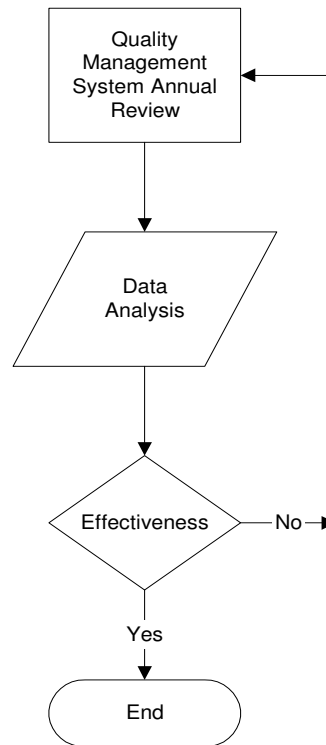 Quality
Management
System Annual
Review
Data
Analysis
Effectiveness
No
Yes
End